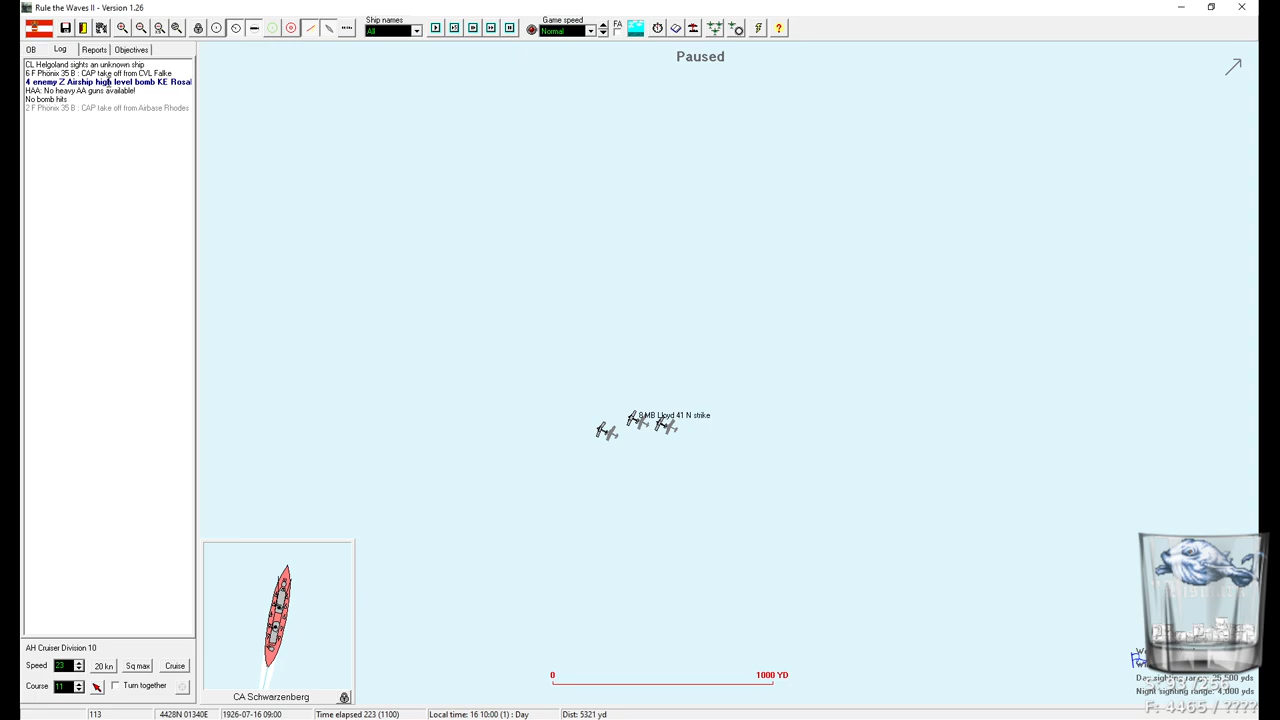 Rule the Waves II - Version 1.26
Ship names
All
Game speed
Normal
FA
OB Log Reports Objectives
CL Helgoland sights an unknown ship
6 F Phönix 35 B : CAP take off from CVL Falke
4 enemy Z Airship high level bomb KE Rosal
HAA: No heavy AA guns available!
No bomb hits
2 F Phönix 35 B : CAP take off from Airbase Rhodes
Paused
8 MB Lloyd 41 N strike
0 1000 YD
AH Cruiser Division 10
Speed 23 20 kn Sq max Cruise
Course 11 Turn together
CA Schwarzenberg
sighting range: 25,500 yds
Night sighting range: 4,000 yds
F: 4465 / ????
113 4428N 01340E 1926-07-16 09:00 Time elapsed 223 (1100) Local time: 16 10:00 (1) : Day Dist: 5321 yd